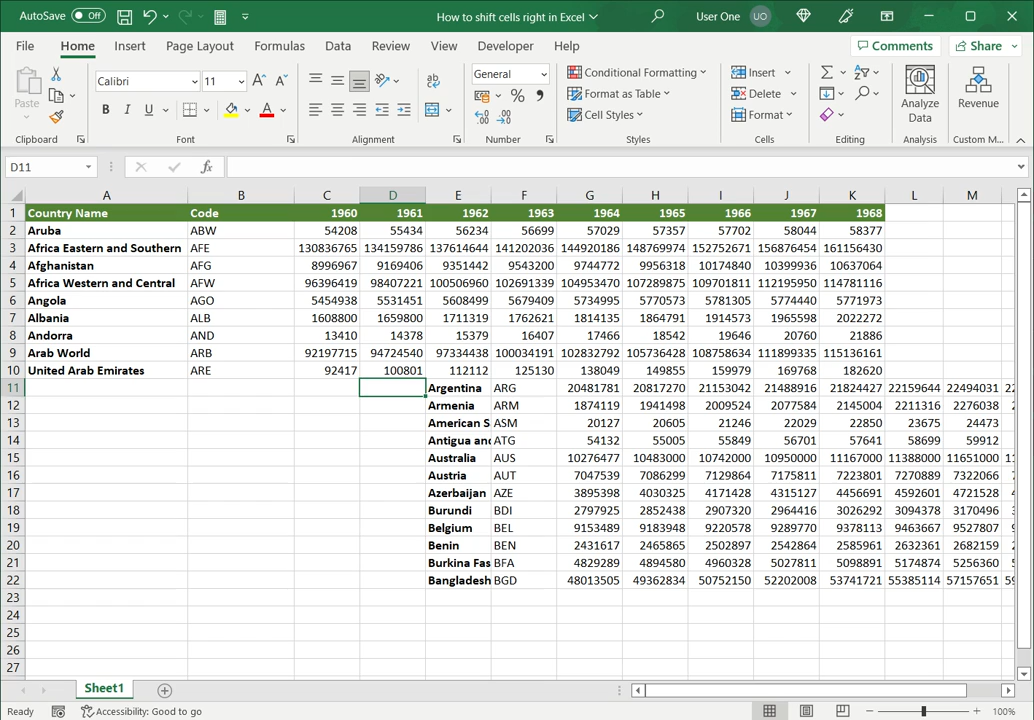 AutoSave Off How to shift cells right in Excel User One UO
File Home Insert Page Layout Formulas Data Review View Developer Help Comments Share
Paste Calibri 11 A A B I U A ab General % 9 Conditional Formatting Format as Table Cell Styles Insert Delete Format Analyze Data Revenue
Clipboard Font Alignment Number Styles Cells Editing Analysis Custom M...
D11 fx
A B C D E F G H I J K L M
1 Country Name Code 1960 1961 1962 1963 1964 1965 1966 1967 1968
2 Aruba ABW 54208 55434 56234 56699 57029 57357 57702 58044 58377
3 Africa Eastern and Southern AFE 130836765 134159786 137614644 141202036 144920186 148769974 152752671 156876454 161156430
4 Afghanistan AFG 8996967 9169406 9351442 9543200 9744772 9956318 10174840 10399936 10637064
5 Africa Western and Central AFW 96396419 98407221 100506960 102691339 104953470 107289875 109701811 112195950 114781116
6 Angola AGO 5454938 5531451 5608499 5679409 5734995 5770573 5781305 5774440 5771973
7 Albania ALB 1608800 1659800 1711319 1762621 1814135 1864791 1914573 1965598 2022272
8 Andorra AND 13410 14378 15379 16407 17466 18542 19646 20760 21886
9 Arab World ARB 92197715 94724540 97334438 100034191 102832792 105736428 108758634 111899335 115136161
10 United Arab Emirates ARE 92417 100801 112112 125130 138049 149855 159979 169768 182620
11 Argentina ARG 20481781 20817270 21153042 21488916 21824427 22159644 22494031 22
12 Armenia ARM 1874119 1941498 2009524 2077584 2145004 2211316 2276038
13 American S ASM 20127 20605 21246 22029 22850 23675 24473
14 Antigua and ATG 54132 55005 55849 56701 57641 58699 59912
15 Australia AUS 10276477 10483000 10742000 10950000 11167000 11388000 11651000 11
16 Austria AUT 7047539 7086299 7129864 7175811 7223801 7270889 7322066
17 Azerbaijan AZE 3895398 4030325 4171428 4315127 4456691 4592601 4721528
18 Burundi BDI 2797925 2852438 2907320 2964416 3026292 3094378 3170496
19 Belgium BEL 9153489 9183948 9220578 9289770 9378113 9463667 9527807
20 Benin BEN 2431617 2465865 2502897 2542864 2585961 2632361 2682159
21 Burkina Fas BFA 4829289 4894580 4960328 5027811 5098891 5174874 5256360
22 Bangladesh BGD 48013505 49362834 50752150 52202008 53741721 55385114 57157651 59
23
24
25
26
27
Sheet1
Ready Accessibility: Good to go 100%